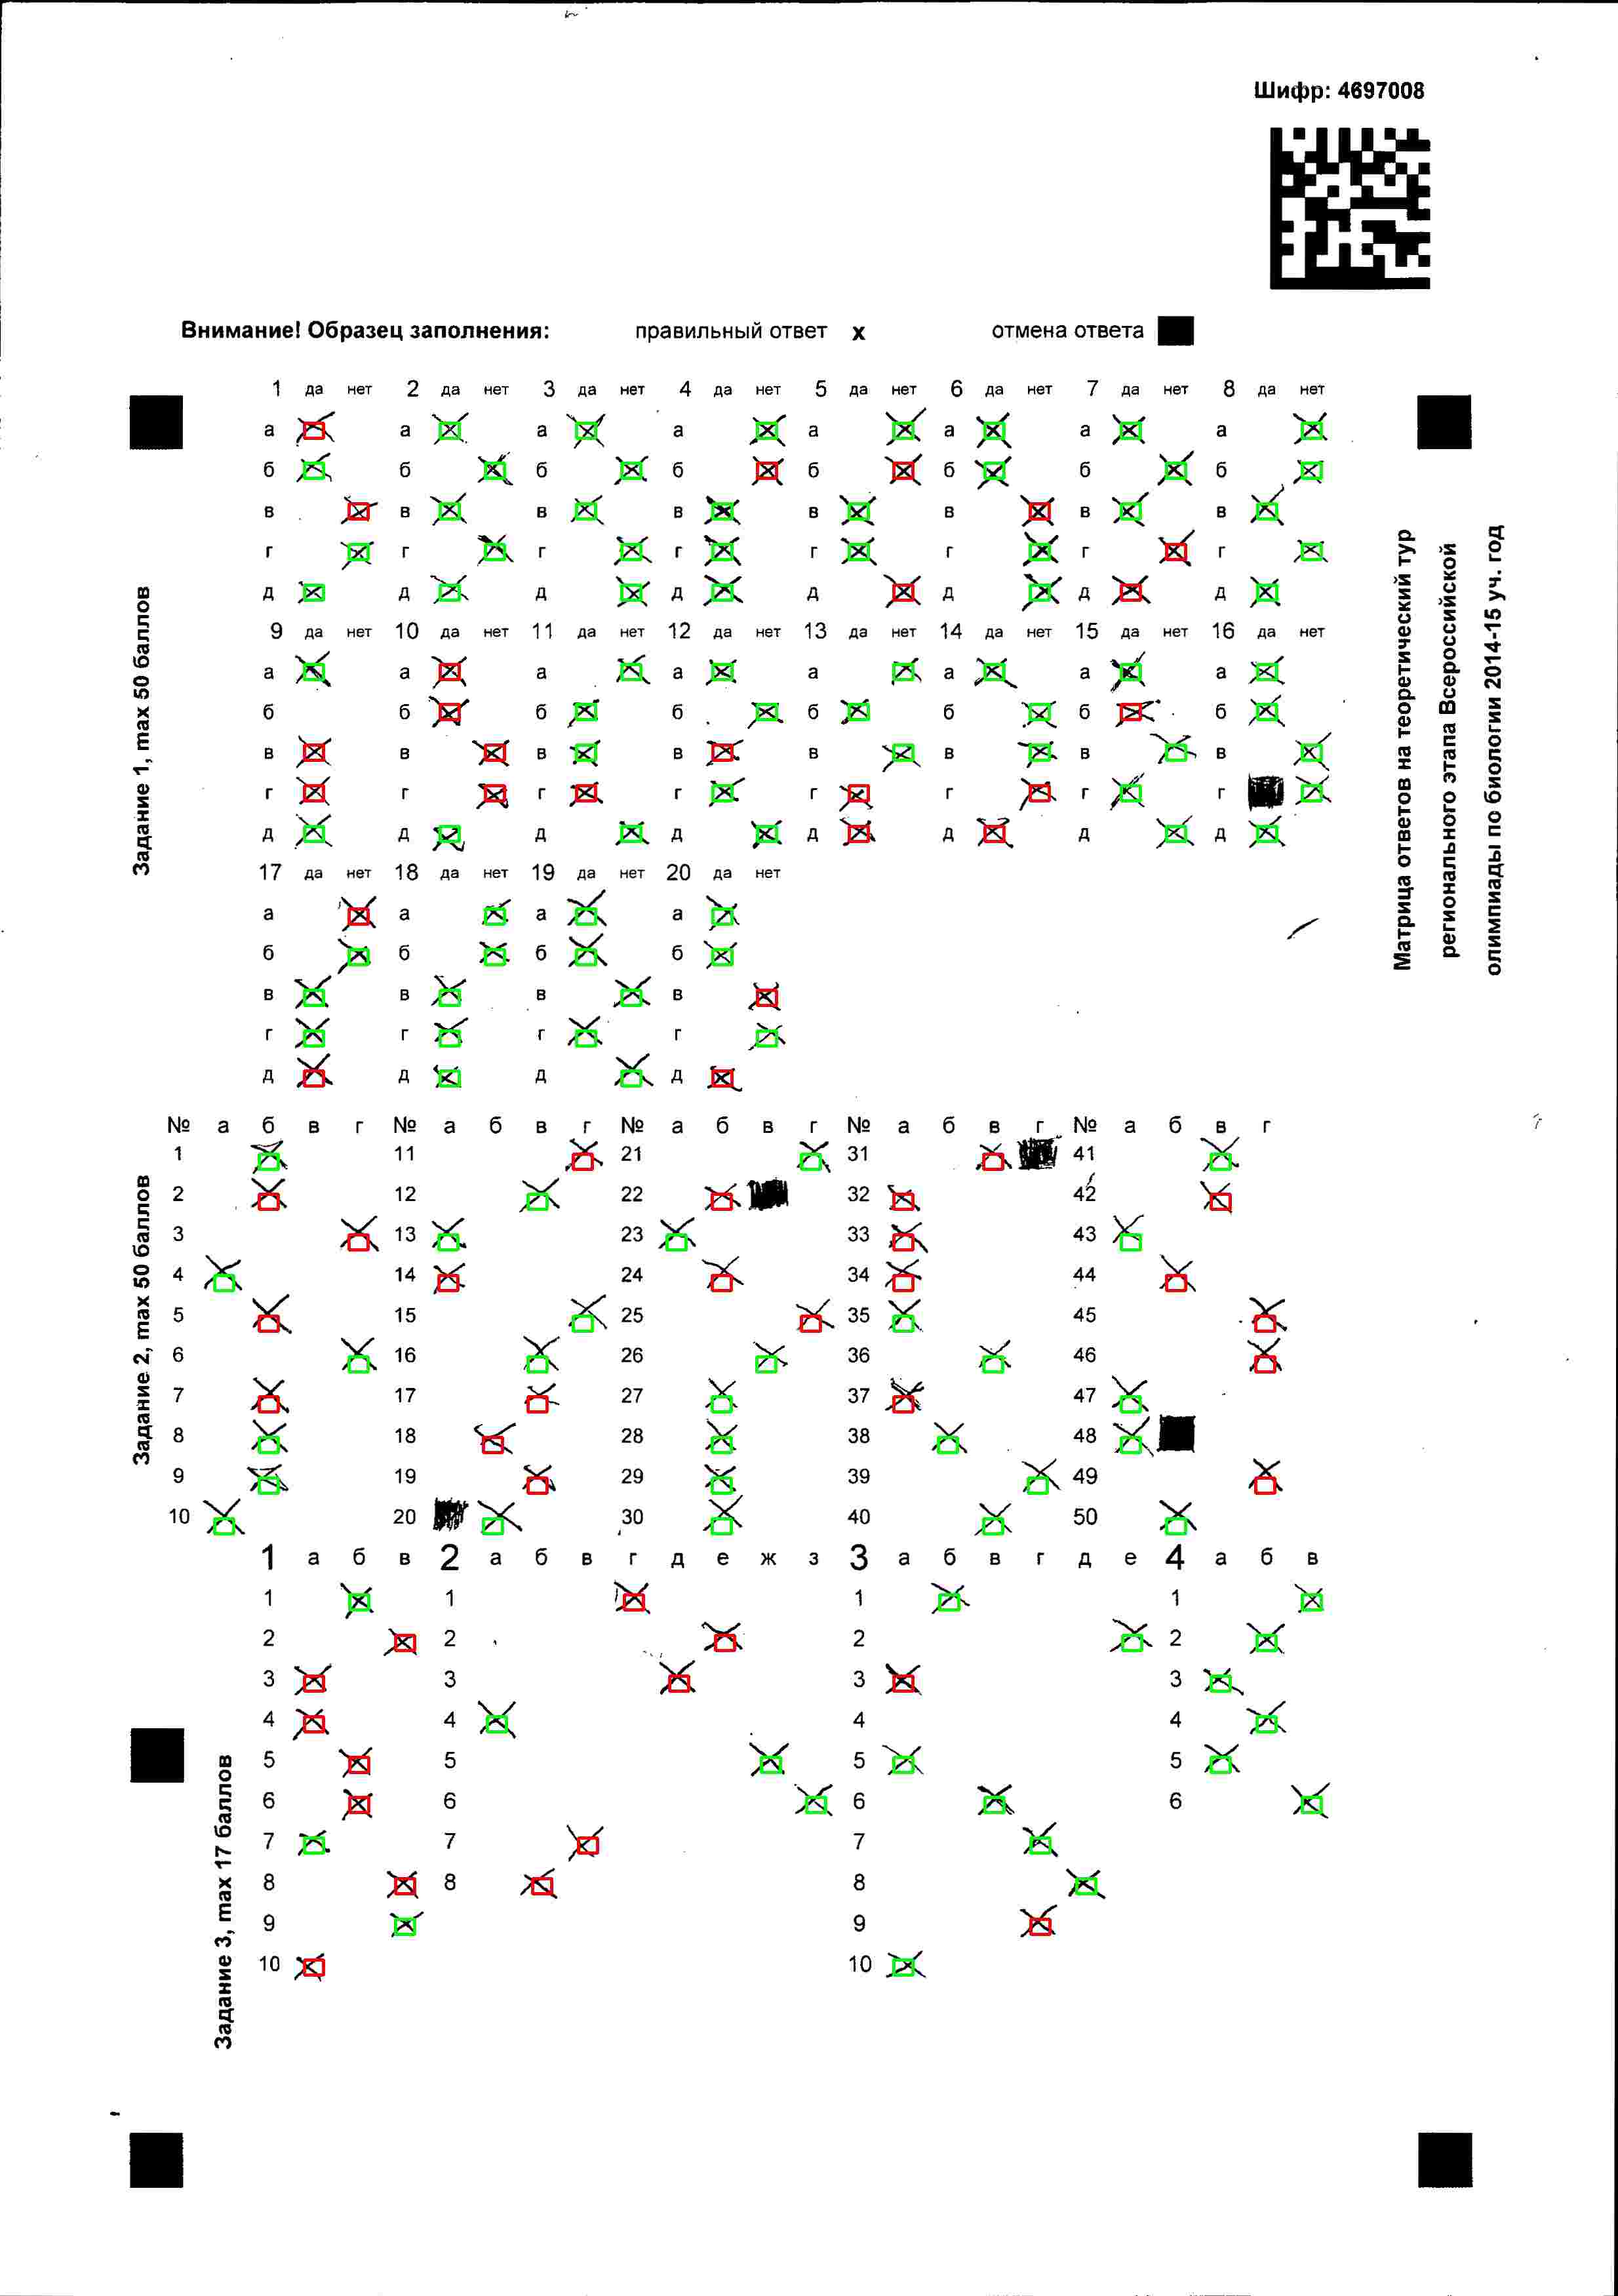 Шифр: 4697008
Внимание! Образец заполнения: правильный ответ x отмена ответа
1 да нет 2 да нет 3 да нет 4 да нет 5 да нет 6 да нет 7 да нет 8 да нет
а а а а а а а а
б б б б б б б б
в в в в в в в в
г г г г г г г г
д д д д д д д д
9 да нет 10 да нет 11 да нет 12 да нет 13 да нет 14 да нет 15 да нет 16 да нет
а а а а а а а а
б б б б б б б б
в в в в в в в в
г г г г г г г г
д д д д д д д д
17 да нет 18 да нет 19 да нет 20 да нет
а а а а
б б б б
в в в в
г г г г
д д д д
Задание 1, max 50 баллов
Матрица ответов на теоретический тур
регионального этапа Всероссийской
олимпиады по биологии 2014-15 уч. год
№ а б в г № а б в г № а б в г № а б в г № а б в г
1 11 21 31 41
2 12 22 32 42
3 13 23 33 43
4 14 24 34 44
5 15 25 35 45
6 16 26 36 46
7 17 27 37 47
8 18 28 38 48
9 19 29 39 49
10 20 30 40 50
Задание 2, max 50 баллов
1 а б в 2 а б в г д е ж з 3 а б в г д е 4 а б в
1 1 1 1
2 2 2 2
3 3 3 3
4 4 4 4
5 5 5 5
6 6 6 6
7 7 7
8 8 8
9 9
10 10
Задание 3, max 17 баллов